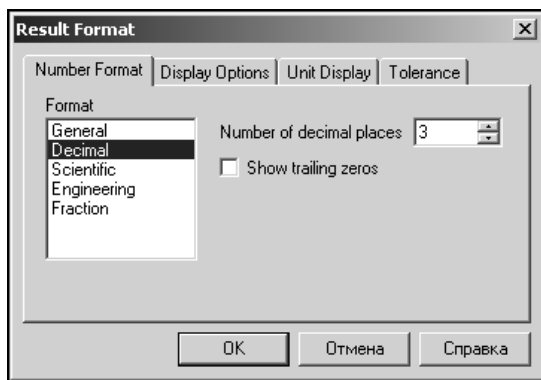 Result Format
Number Format Display Options Unit Display Tolerance
Format
General
Decimal
Scientific
Engineering
Fraction
Number of decimal places 3
Show trailing zeros
OK Отмена Справка